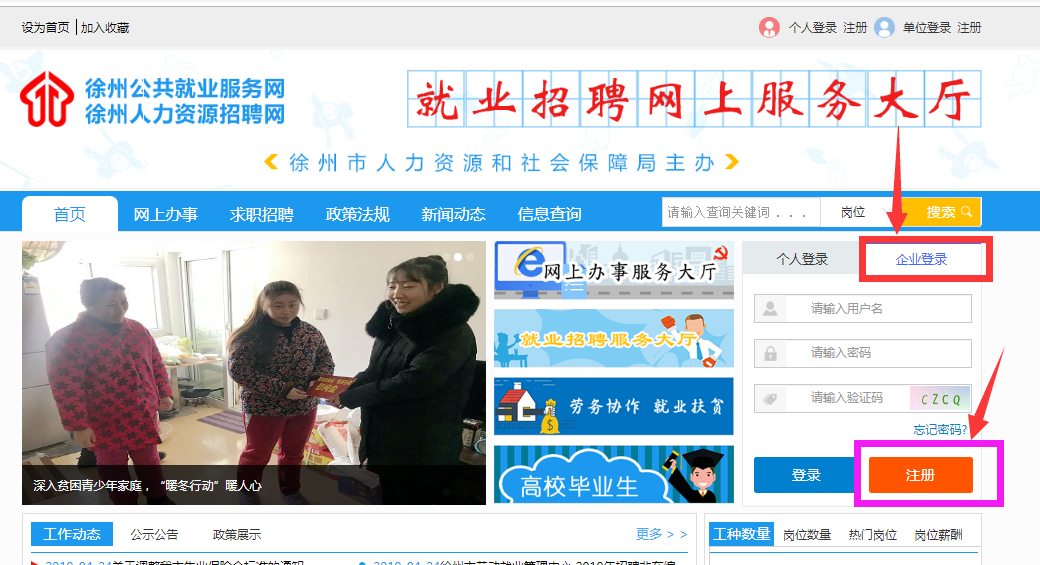 设为首页 加入收藏 个人登录 注册 单位登录 注册
徐州公共就业服务网
徐州人力资源招聘网
就业招聘网上服务大厅
徐州市人力资源和社会保障局主办
首页 网上办事 求职招聘 政策法规 新闻动态 信息查询 请输入查询关键词 . . . 岗位 搜索
网上办事服务大厅
就业招聘服务大厅
劳务协作 就业扶贫
高校毕业生
深入贫困青少年家庭，“暖冬行动”暖人心
个人登录 企业登录
请输入用户名
请输入密码
请输入验证码 CZCQ
忘记密码?
登录 注册
工作动态 公示公告 政策展示 更多 > >
工种数量 岗位数量 热门岗位 岗位薪酬